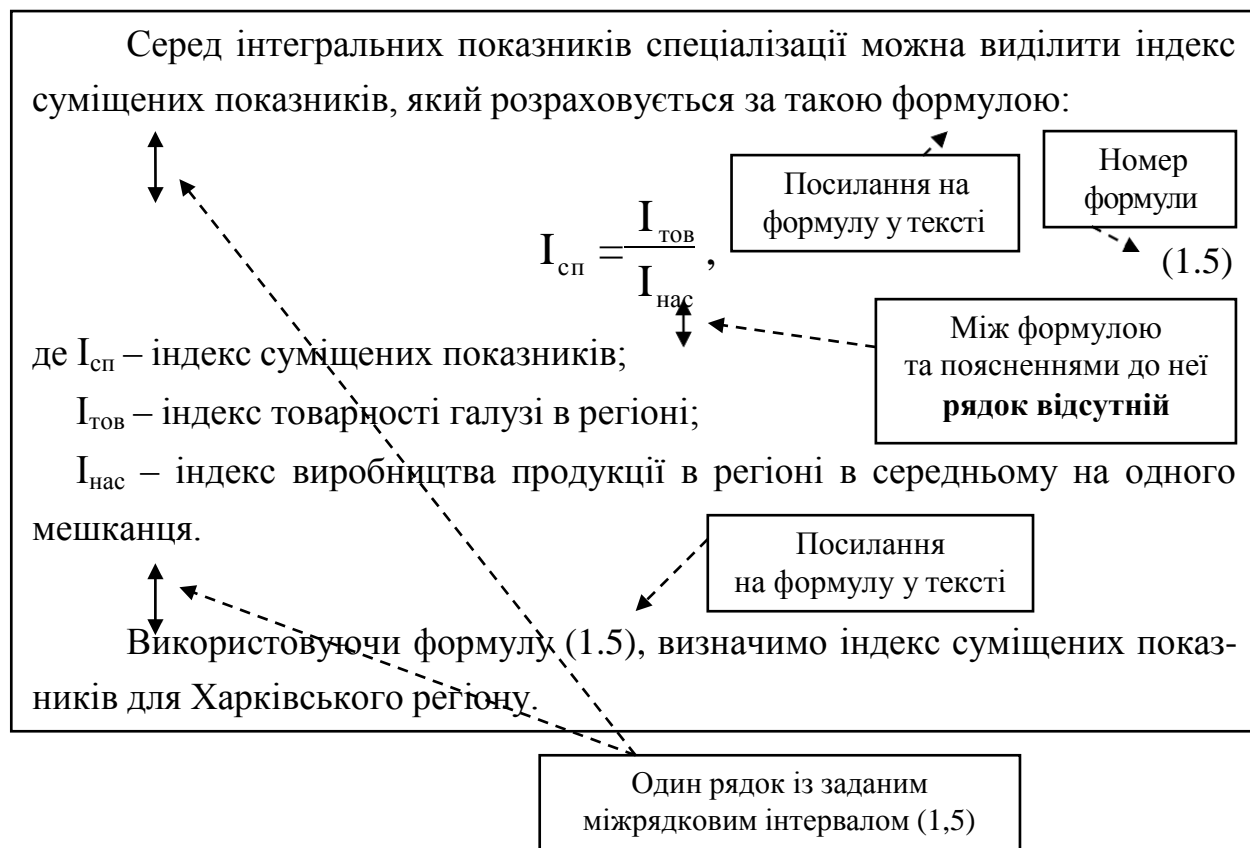 Серед інтегральних показників спеціалізації можна виділити індекс
суміщених показників, який розраховується за такою формулою:
Посилання на
формулу у тексті
Номер
формули
I сп = I тов / I нас , (1.5)
Між формулою
та поясненнями до неї
рядок відсутній
де Iсп – індекс суміщених показників;
Iтов – індекс товарності галузі в регіоні;
Iнас – індекс виробництва продукції в регіоні в середньому на одного
мешканця.
Посилання
на формулу у тексті
Використовуючи формулу (1.5), визначимо індекс суміщених показ-
ників для Харківського регіону.
Один рядок із заданим
міжрядковим інтервалом (1,5)